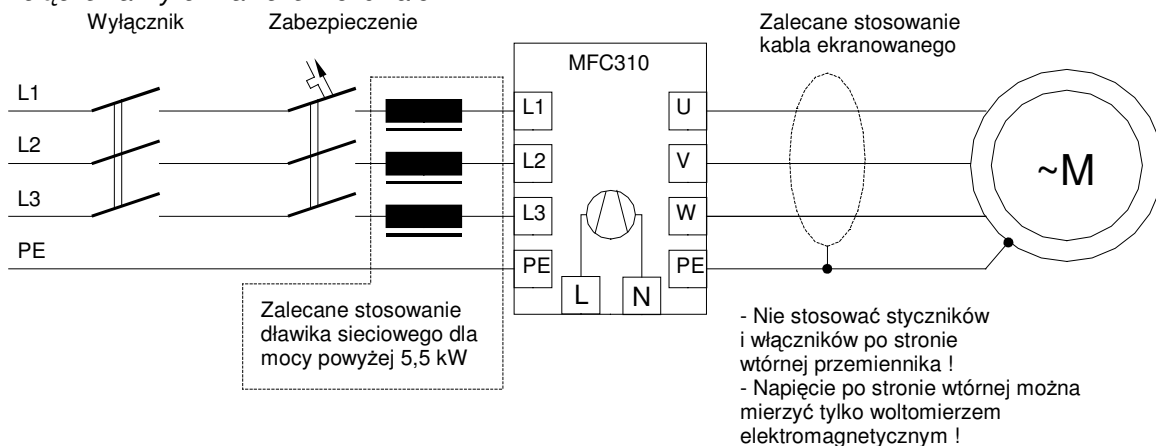 Wyłącznik
Zabezpieczenie
Zalecane stosowanie
kabla ekranowanego
MFC310
L1
L2
L3
PE
L1
L2
L3
PE
U
V
W
PE
L
N
~M
Zalecane stosowanie
dławika sieciowego dla
mocy powyżej 5,5 kW
- Nie stosować styczników
i włączników po stronie
wtórnej przemiennika !
- Napięcie po stronie wtórnej można
mierzyć tylko woltomierzem
elektromagnetycznym !